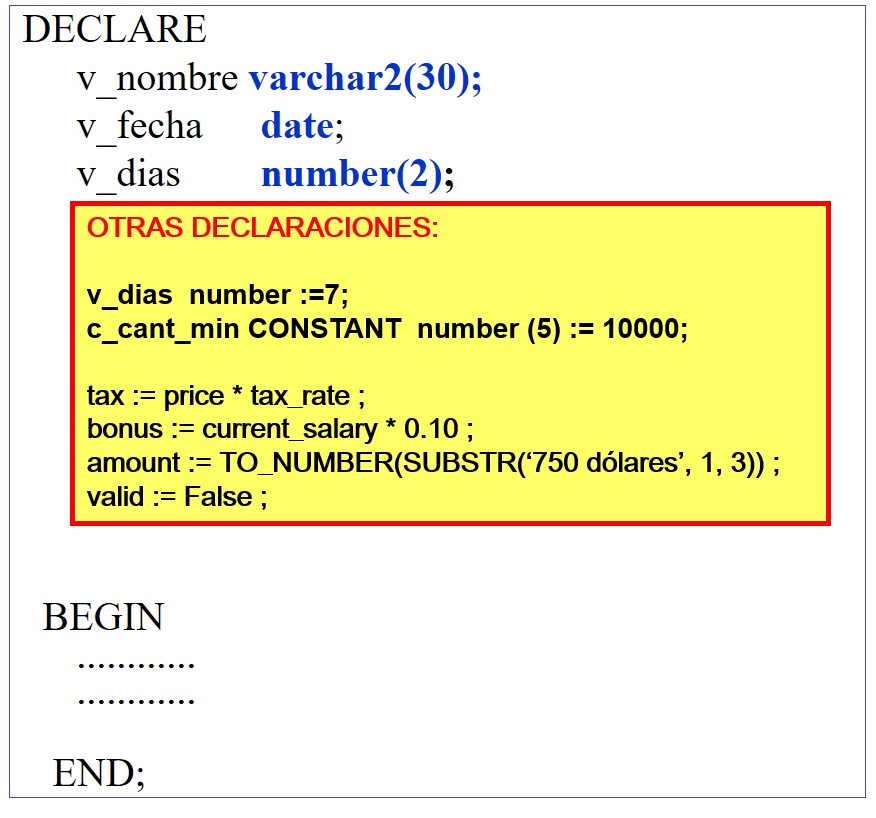 DECLARE
v_nombre varchar2(30);
v_fecha date;
v_dias number(2);
OTRAS DECLARACIONES:
v_dias number :=7;
c_cant_min CONSTANT number (5) := 10000;
tax := price * tax_rate ;
bonus := current_salary * 0.10 ;
amount := TO_NUMBER(SUBSTR(‘750 dólares’, 1, 3)) ;
valid := False ;
BEGIN
............
............
END;